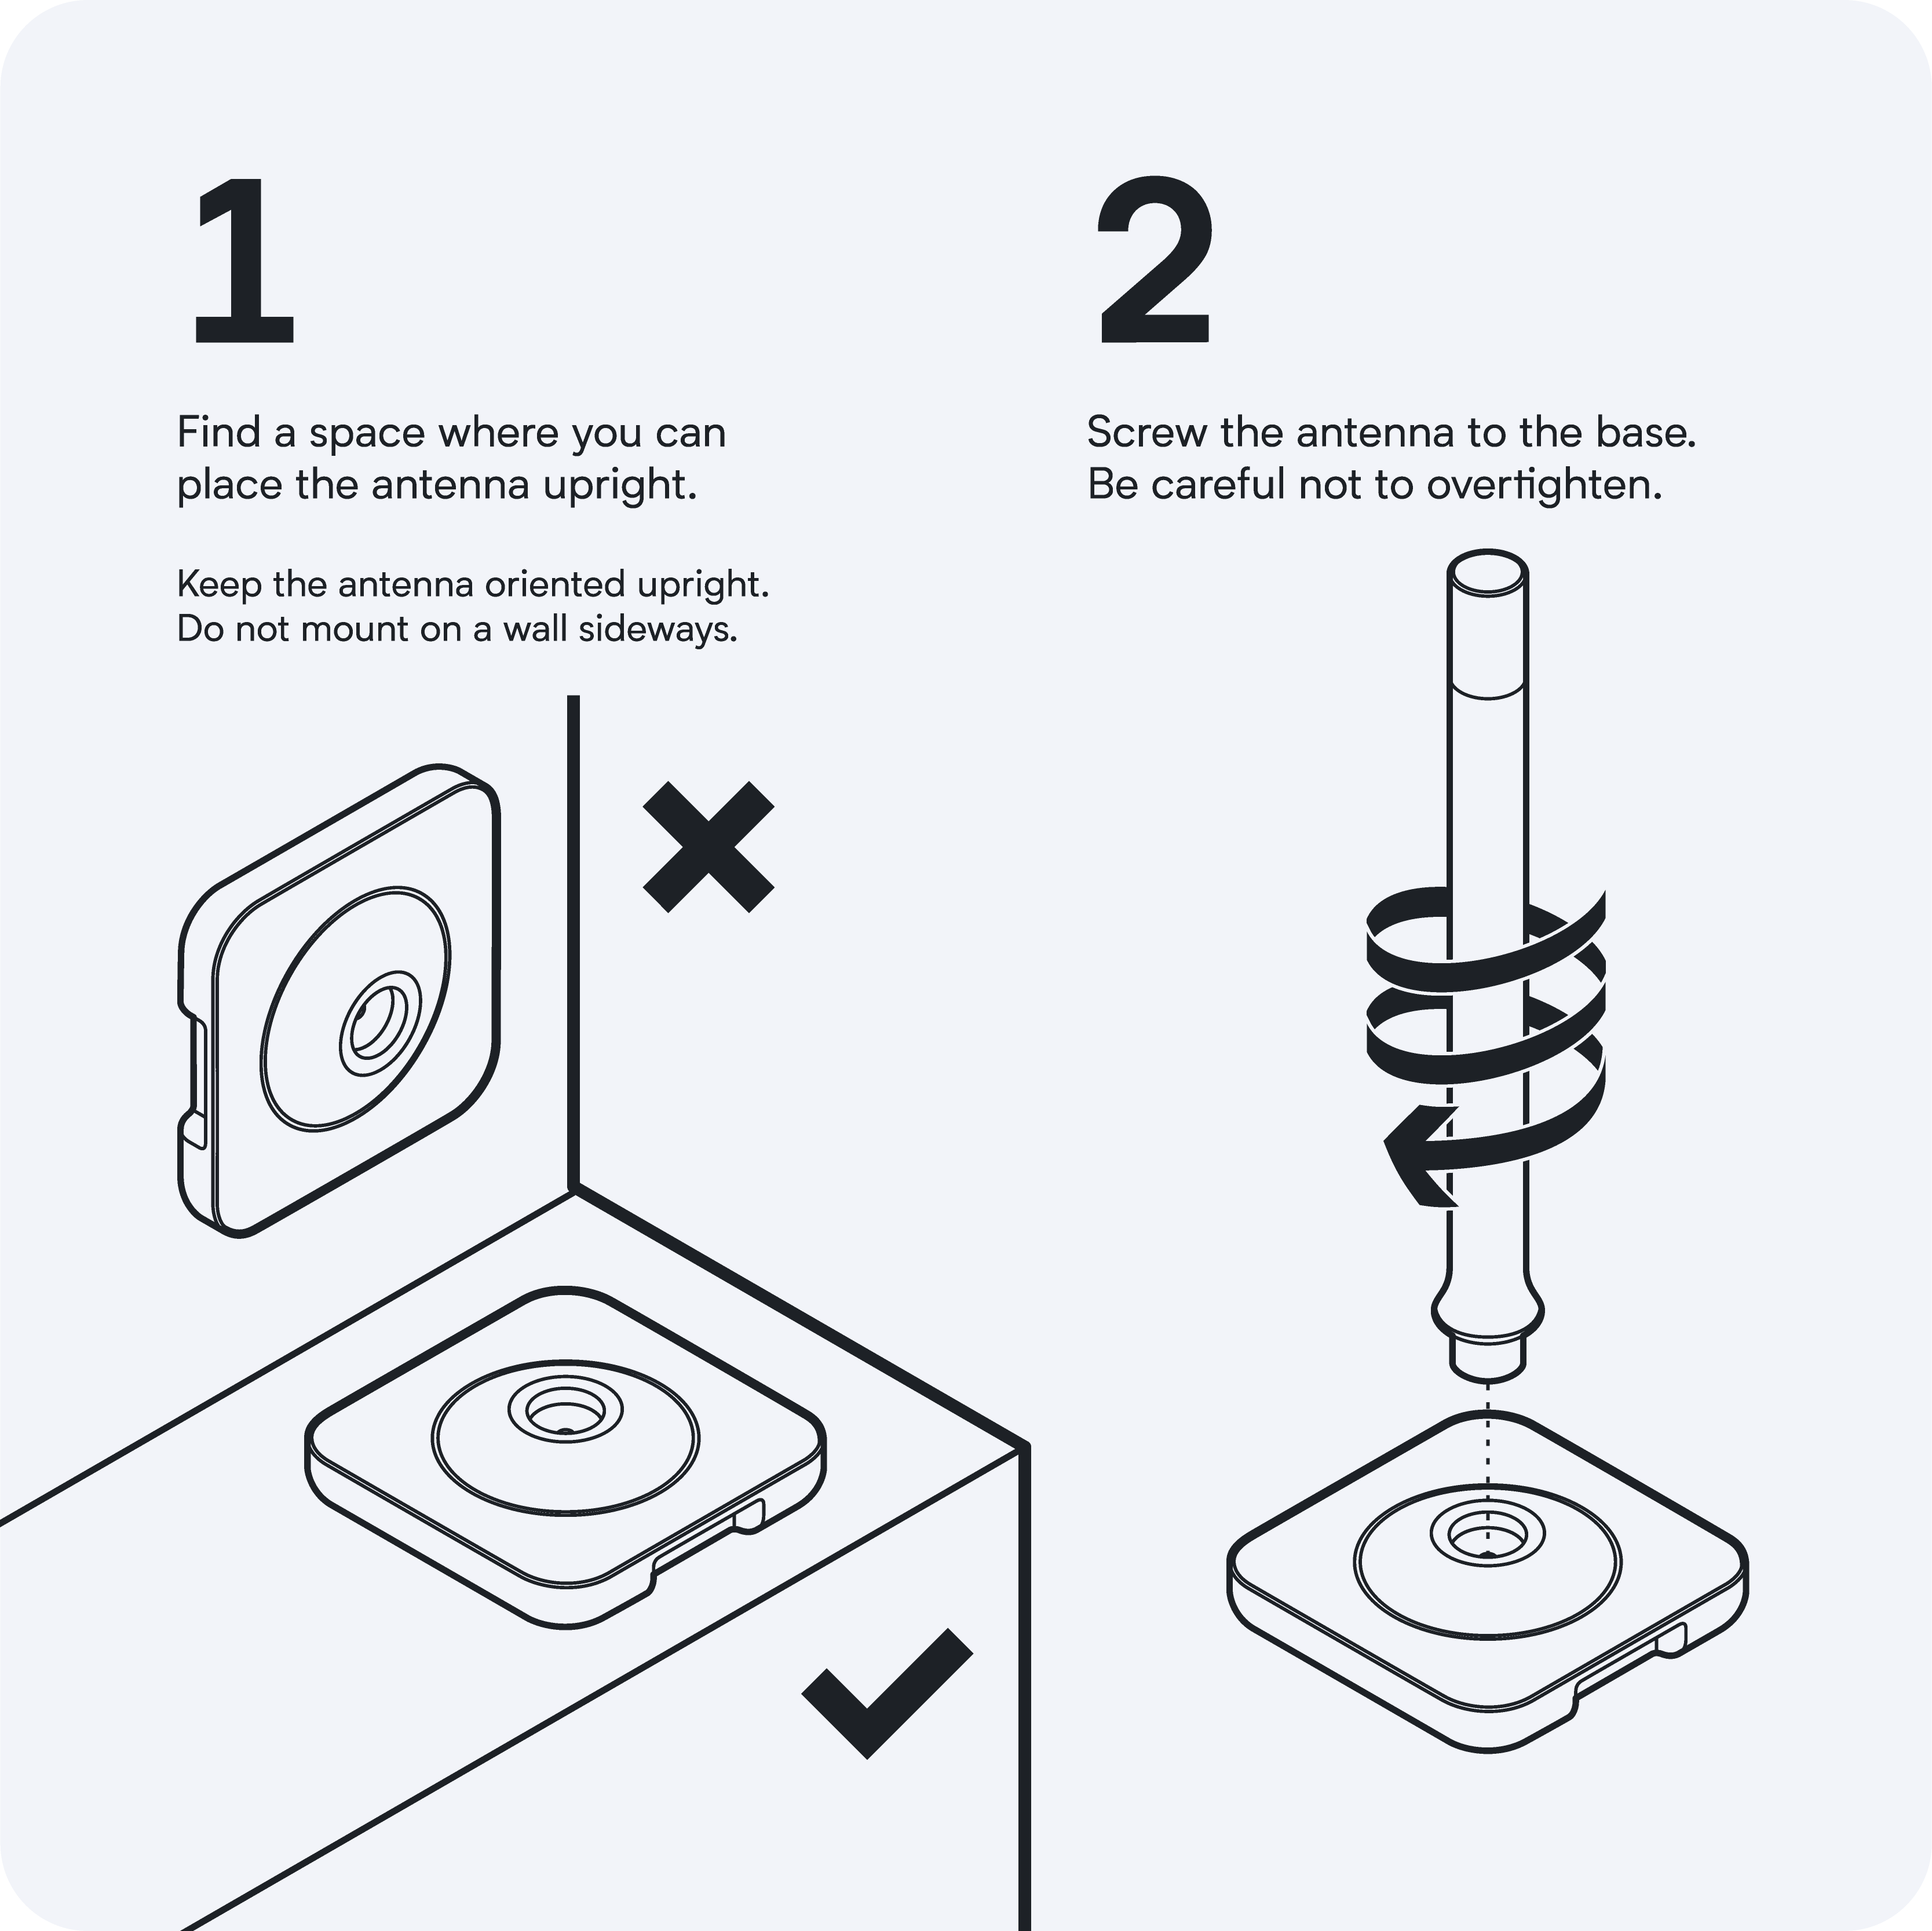 1
Find a space where you can
place the antenna upright.
Keep the antenna oriented upright.
Do not mount on a wall sideways.
2
Screw the antenna to the base.
Be careful not to overtighten.